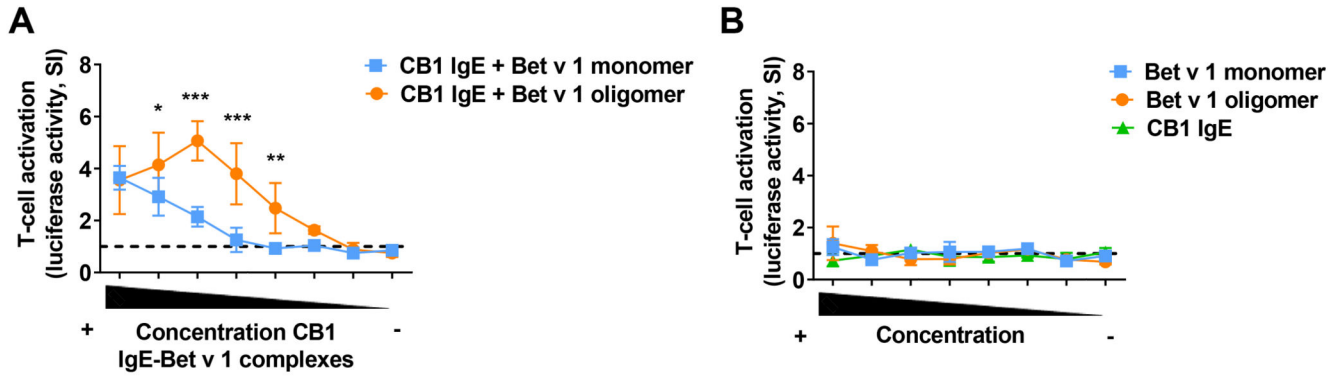 A
T-cell activation
(luciferase activity, SI)
8
6
4
2
0
*
***
***
**
CB1 IgE + Bet v 1 monomer
CB1 IgE + Bet v 1 oligomer
+
-
Concentration CB1
IgE-Bet v 1 complexes
B
T-cell activation
(luciferase activity, SI)
8
6
4
2
0
Bet v 1 monomer
Bet v 1 oligomer
CB1 IgE
+
Concentration
-